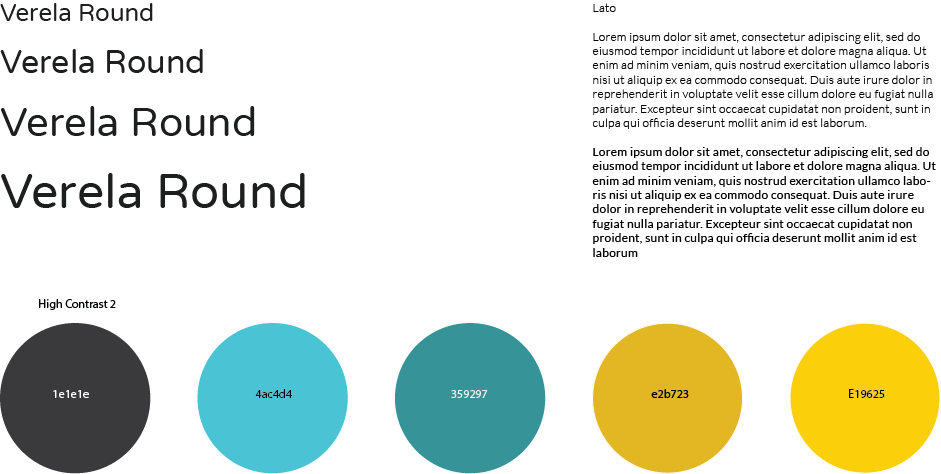 Verela Round
Verela Round
Verela Round
Verela Round
Lato
Lorem ipsum dolor sit amet, consectetur adipiscing elit, sed do
eiusmod tempor incididunt ut labore et dolore magna aliqua. Ut
enim ad minim veniam, quis nostrud exercitation ullamco laboris
nisi ut aliquip ex ea commodo consequat. Duis aute irure dolor in
reprehenderit in voluptate velit esse cillum dolore eu fugiat nulla
pariatur. Excepteur sint occaecat cupidatat non proident, sunt in
culpa qui officia deserunt mollit anim id est laborum.
Lorem ipsum dolor sit amet, consectetur adipiscing elit, sed do
eiusmod tempor incididunt ut labore et dolore magna aliqua. Ut
enim ad minim veniam, quis nostrud exercitation ullamco labo-
ris nisi ut aliquip ex ea commodo consequat. Duis aute irure
dolor in reprehenderit in voluptate velit esse cillum dolore eu
fugiat nulla pariatur. Excepteur sint occaecat cupidatat non
proident, sunt in culpa qui officia deserunt mollit anim id est
laborum
High Contrast 2
1e1e1e
4ac4d4
359297
e2b723
E19625